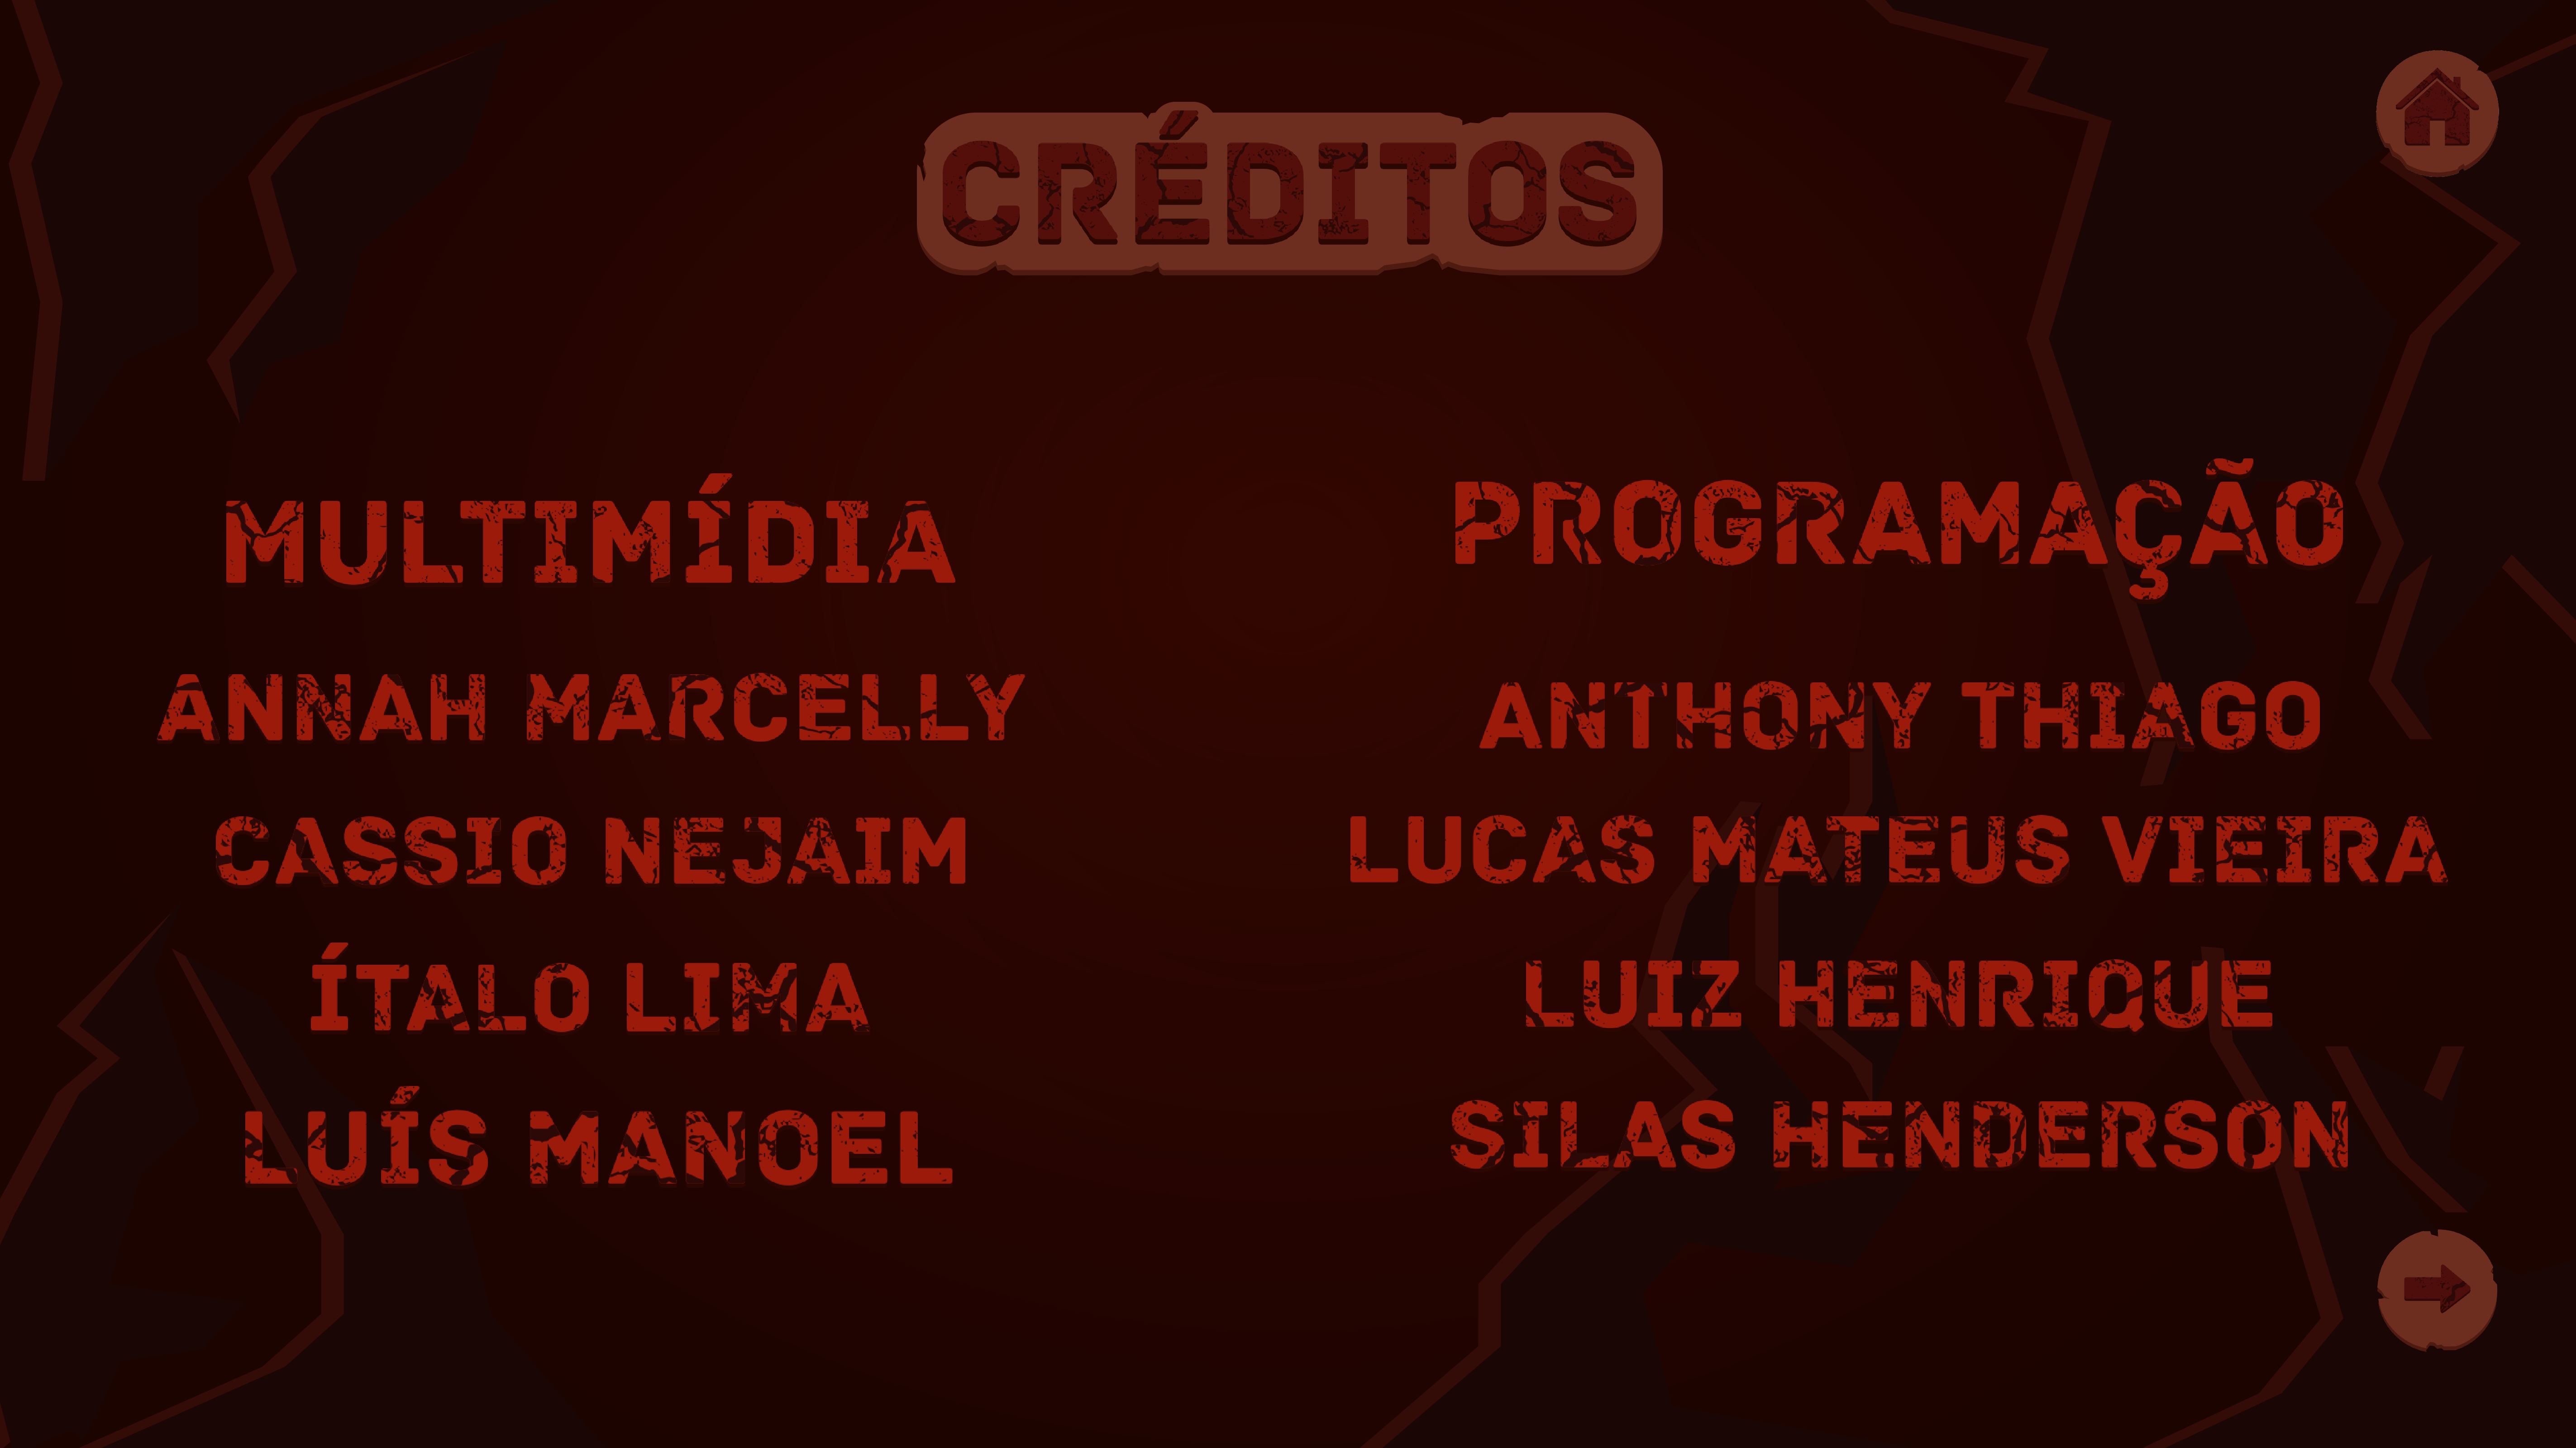 CRÉDITOS
MULTIMÍDIA
ANNAH MARCELLY
CASSIO NEJAIM
ÍTALO LIMA
LUÍS MANOEL
PROGRAMAÇÃO
ANTHONY THIAGO
LUCAS MATEUS VIEIRA
LUIZ HENRIQUE
SILAS HENDERSON